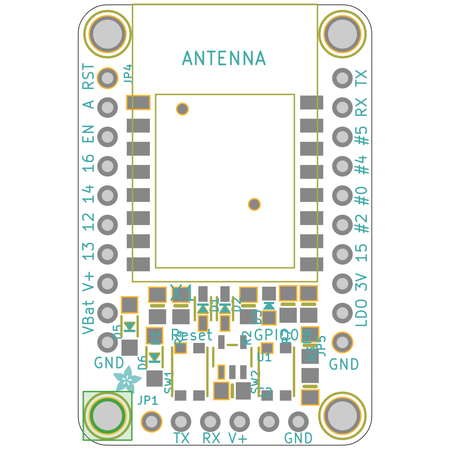 ANTENNA
RST
JP4
A
EN
16
14
12
13
V+
VBat
GND
TX
RX
#5
#4
#0
#2
15
3V
LDO
GND
X1
D5
D6
Reset
GPIO0
U1
SW1
SW2
JP5
JP1
TX RX V+ GND